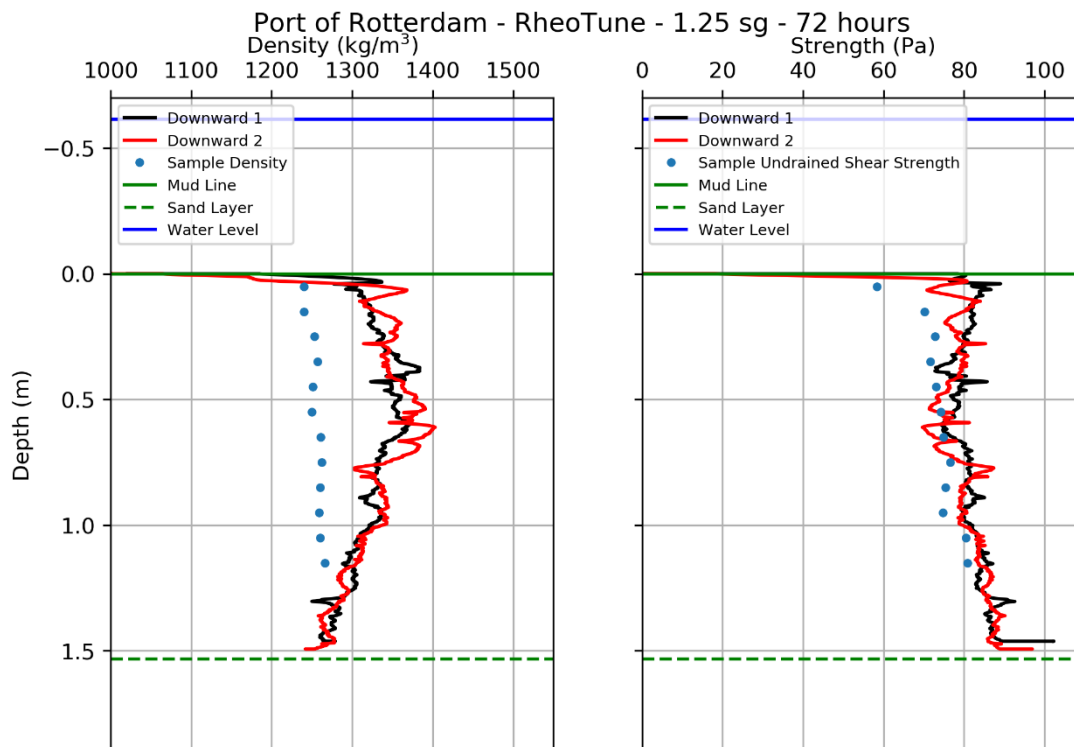 Port of Rotterdam - RheoTune - 1.25 sg - 72 hours
Density (kg/m³)
1000 1100 1200 1300 1400 1500
Downward 1
Downward 2
Sample Density
Mud Line
Sand Layer
Water Level
Depth (m)
−0.5
0.0
0.5
1.0
1.5
Strength (Pa)
0 20 40 60 80 100
Downward 1
Downward 2
Sample Undrained Shear Strength
Mud Line
Sand Layer
Water Level